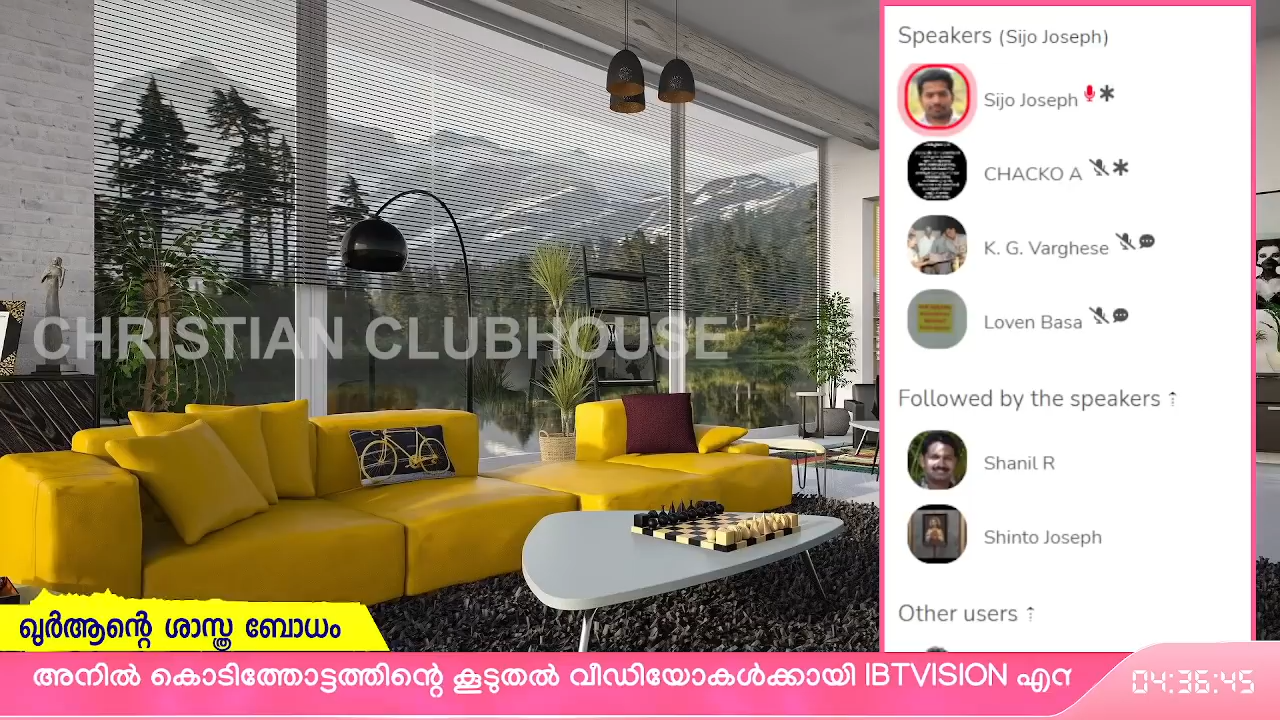 Speakers (Sijo Joseph)
Sijo Joseph
CHACKO A
K. G. Varghese
Loven Basa
Followed by the speakers
Shanil R
Shinto Joseph
Other users
CHRISTIAN CLUBHOUSE
ഖുർആന്റെ ശാസ്ത്ര ബോധം
അനിൽ കൊടിത്തോട്ടത്തിന്റെ കൂടുതൽ വീഡിയോകൾക്കായി IBTVISION
04:36:45